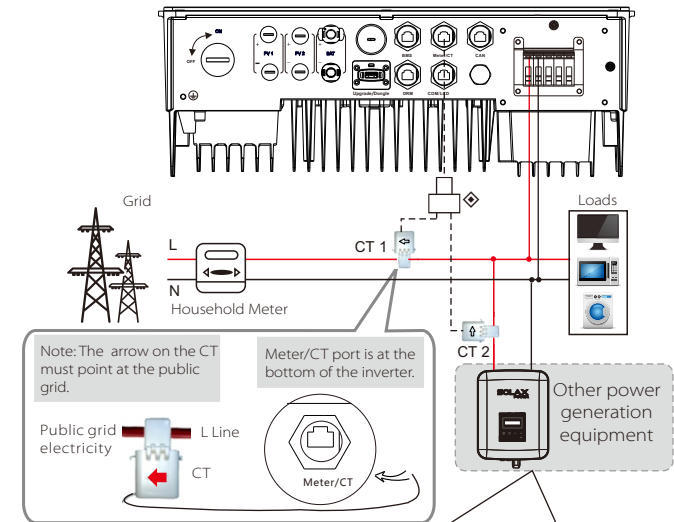 ON
OFF
PV 1
PV 2
BAT
BMS
Meter/CT
CAN
Upgrade/Dongle
DRM
COM/LCD
Grid
Loads
L
CT 1
N
Household Meter
CT 2
Note: The arrow on the CT
must point at the public
grid.
Meter/CT port is at the
bottom of the inverter.
Public grid
electricity
L Line
CT
Meter/CT
SOLAX
POWER
Other power
generation
equipment